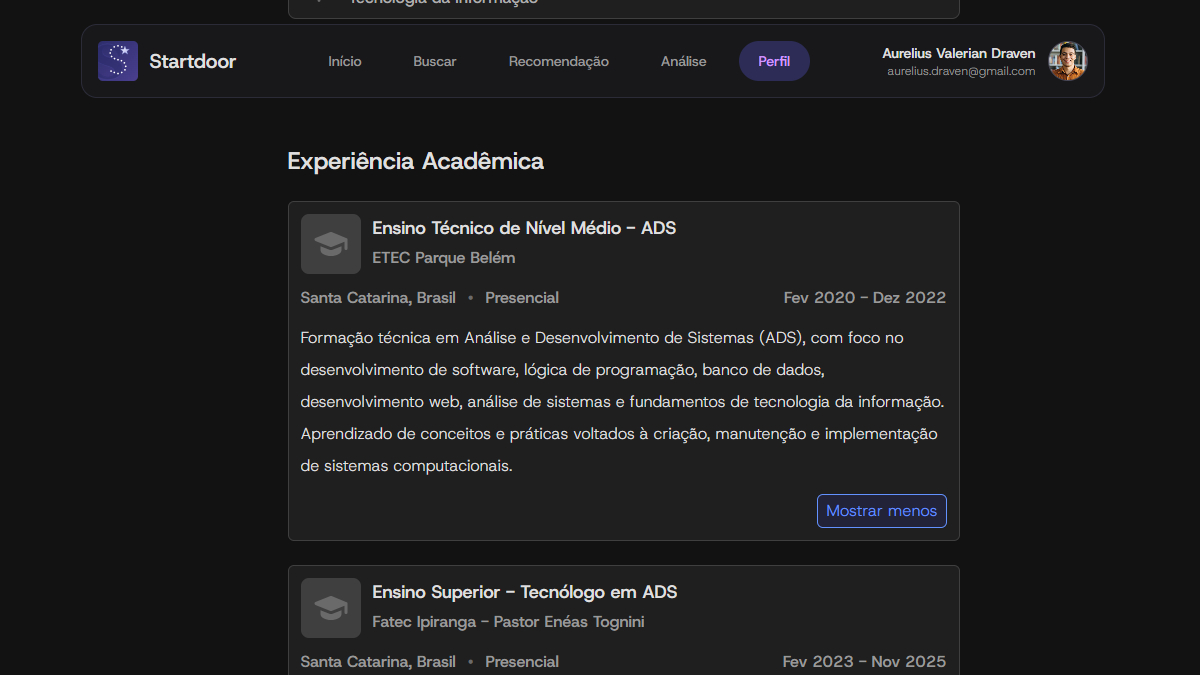 Tecnologia da Informação
Startdoor
Início
Buscar
Recomendação
Análise
Perfil
Aurelius Valerian Draven
aurelius.draven@gmail.com
Experiência Acadêmica
Ensino Técnico de Nível Médio - ADS
ETEC Parque Belém
Santa Catarina, Brasil • Presencial
Fev 2020 - Dez 2022
Formação técnica em Análise e Desenvolvimento de Sistemas (ADS), com foco no
desenvolvimento de software, lógica de programação, banco de dados,
desenvolvimento web, análise de sistemas e fundamentos de tecnologia da informação.
Aprendizado de conceitos e práticas voltados à criação, manutenção e implementação
de sistemas computacionais.
Mostrar menos
Ensino Superior - Tecnólogo em ADS
Fatec Ipiranga - Pastor Enéas Tognini
Santa Catarina, Brasil • Presencial
Fev 2023 - Nov 2025